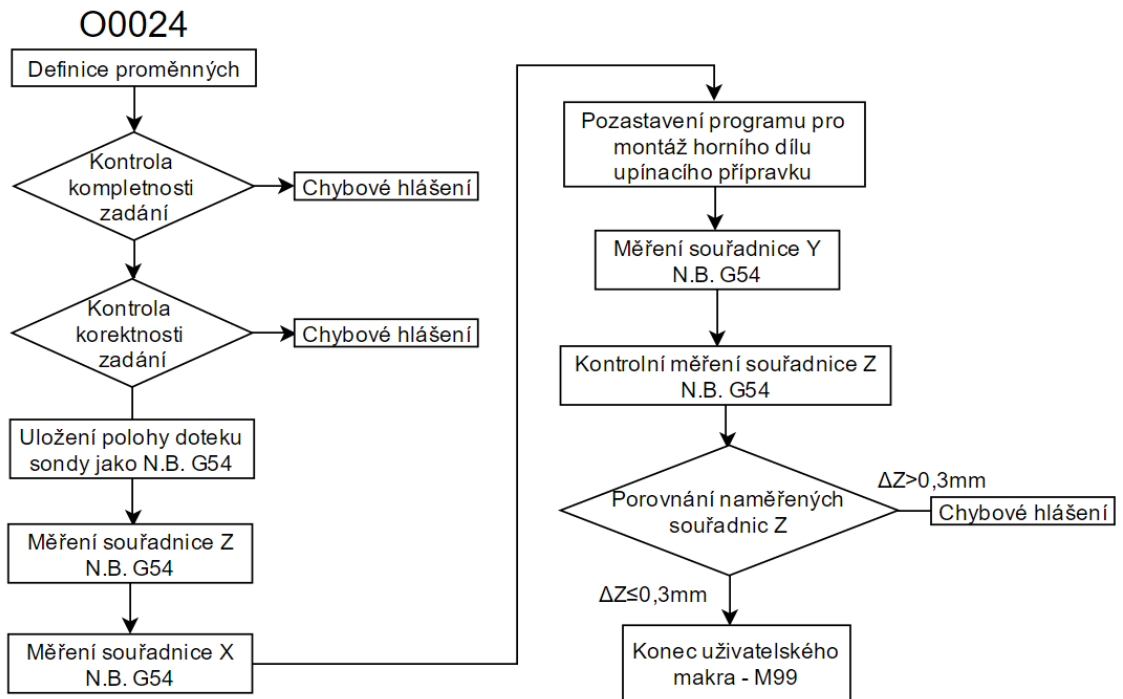 O0024
Definice proměnných
Kontrola
kompletnosti
zadání
Chybové hlášení
Kontrola
korektnosti
zadání
Chybové hlášení
Uložení polohy doteku
sondy jako N.B. G54
Měření souřadnice Z
N.B. G54
Měření souřadnice X
N.B. G54
Pozastavení programu pro
montáž horního dílu
upínacího přípravku
Měření souřadnice Y
N.B. G54
Kontrolní měření souřadnice Z
N.B. G54
Porovnání naměřených
souřadnic Z
ΔZ>0,3mm
Chybové hlášení
ΔZ≤0,3mm
Konec uživatelského
makra - M99